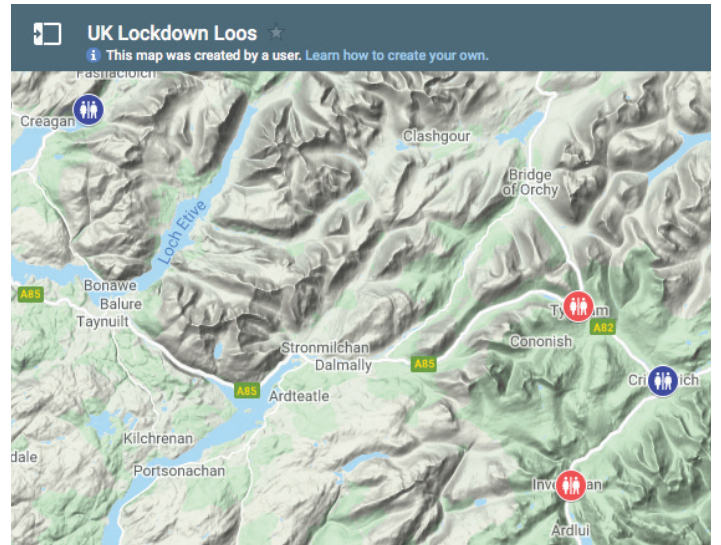 UK Lockdown Loos
This map was created by a user. Learn how to create your own.
Creagan
Clashgour
Bridge
of Orchy
Loch Etive
Bonawe
A85
Balure
Taynuilt
A82
Stronmilchan
Cononish
Dalmally
A85
A85
Ardteatle
Kilchrenan
dale
Portsonachan
Ardlui